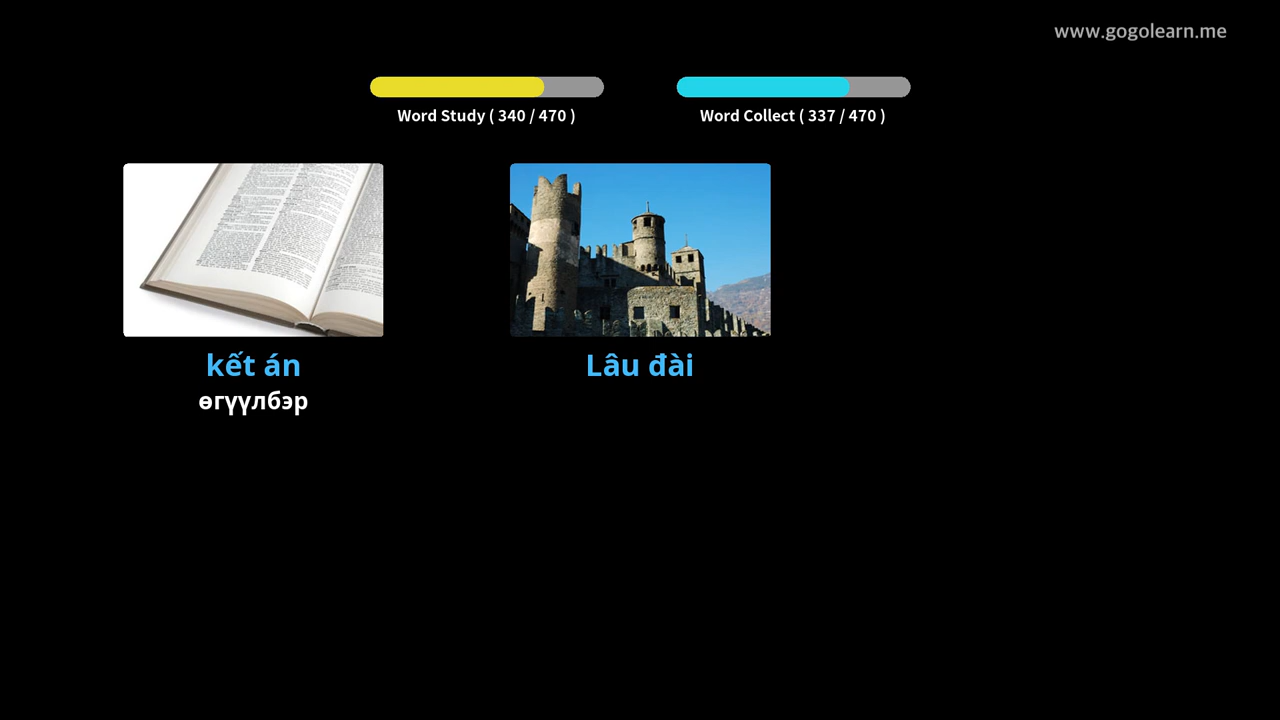 www.gogolearn.me
Word Study ( 340 / 470 )
Word Collect ( 337 / 470 )
kết án
өгүүлбэр
Lâu đài